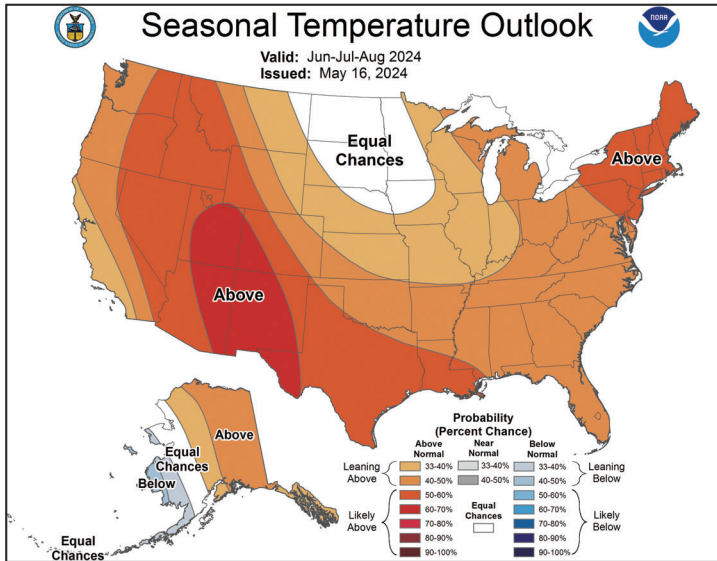 Seasonal Temperature Outlook
NOAA
Valid: Jun-Jul-Aug 2024
Issued: May 16, 2024
Equal
Chances
Above
Above
Above
Equal
Chances
Below
Equal
Chances
Probability
(Percent Chance)
Above
Normal
Near
Normal
Below
Normal
Leaning
Above
33-40%
40-50%
33-40%
40-50%
33-40%
40-50%
Leaning
Below
Likely
Above
50-60%
60-70%
70-80%
80-90%
90-100%
Equal
Chances
50-60%
60-70%
70-80%
80-90%
90-100%
Likely
Below